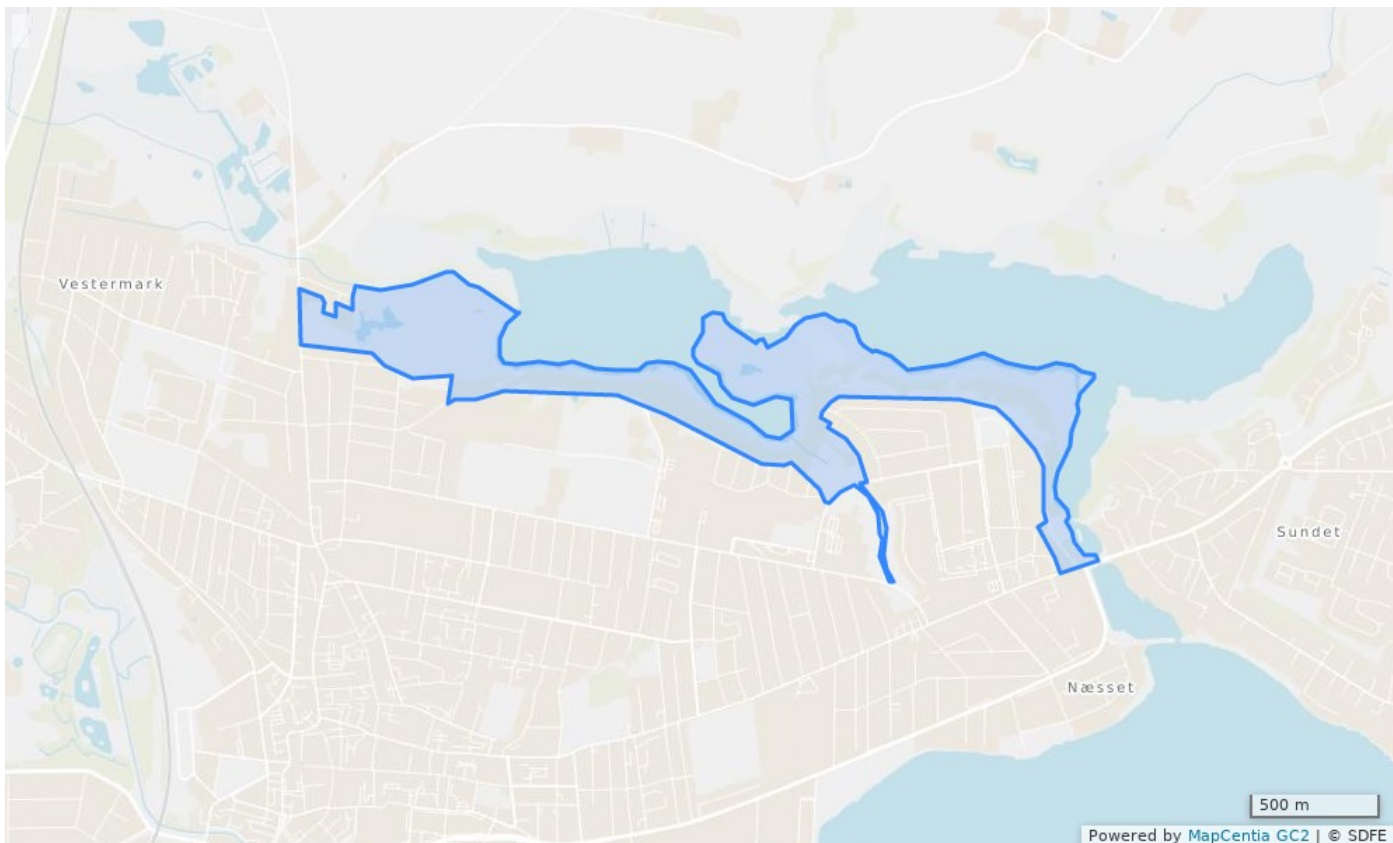 Vestermark
Sundet
Næsset
500 m
Powered by MapCentia GC2 | © SDFE